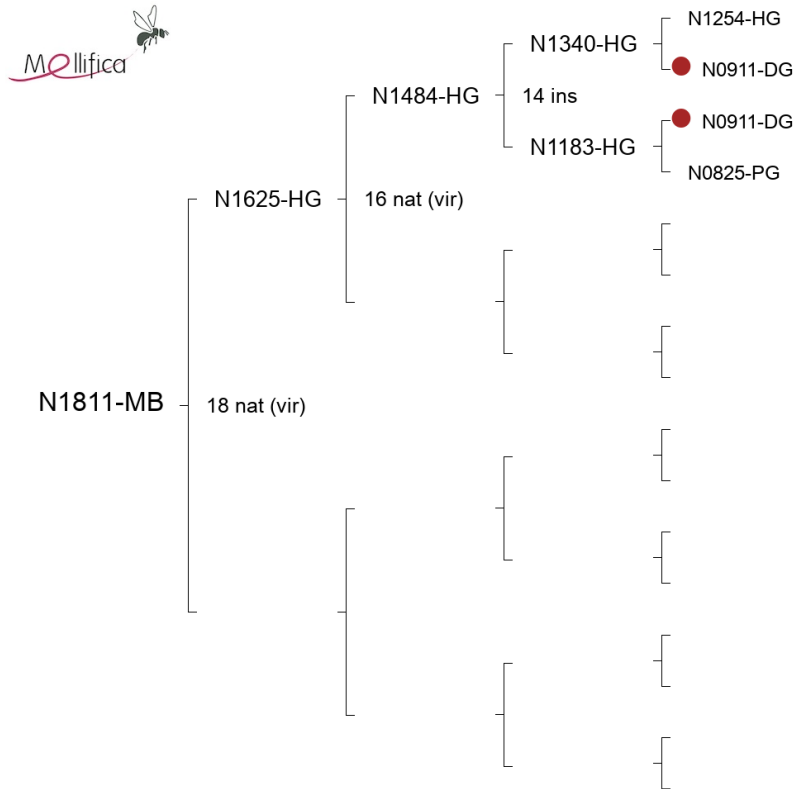 Mellifica
N1254-HG
N1340-HG
N0911-DG
N1484-HG
14 ins
N0911-DG
N1183-HG
N0825-PG
N1625-HG
16 nat (vir)
N1811-MB
18 nat (vir)